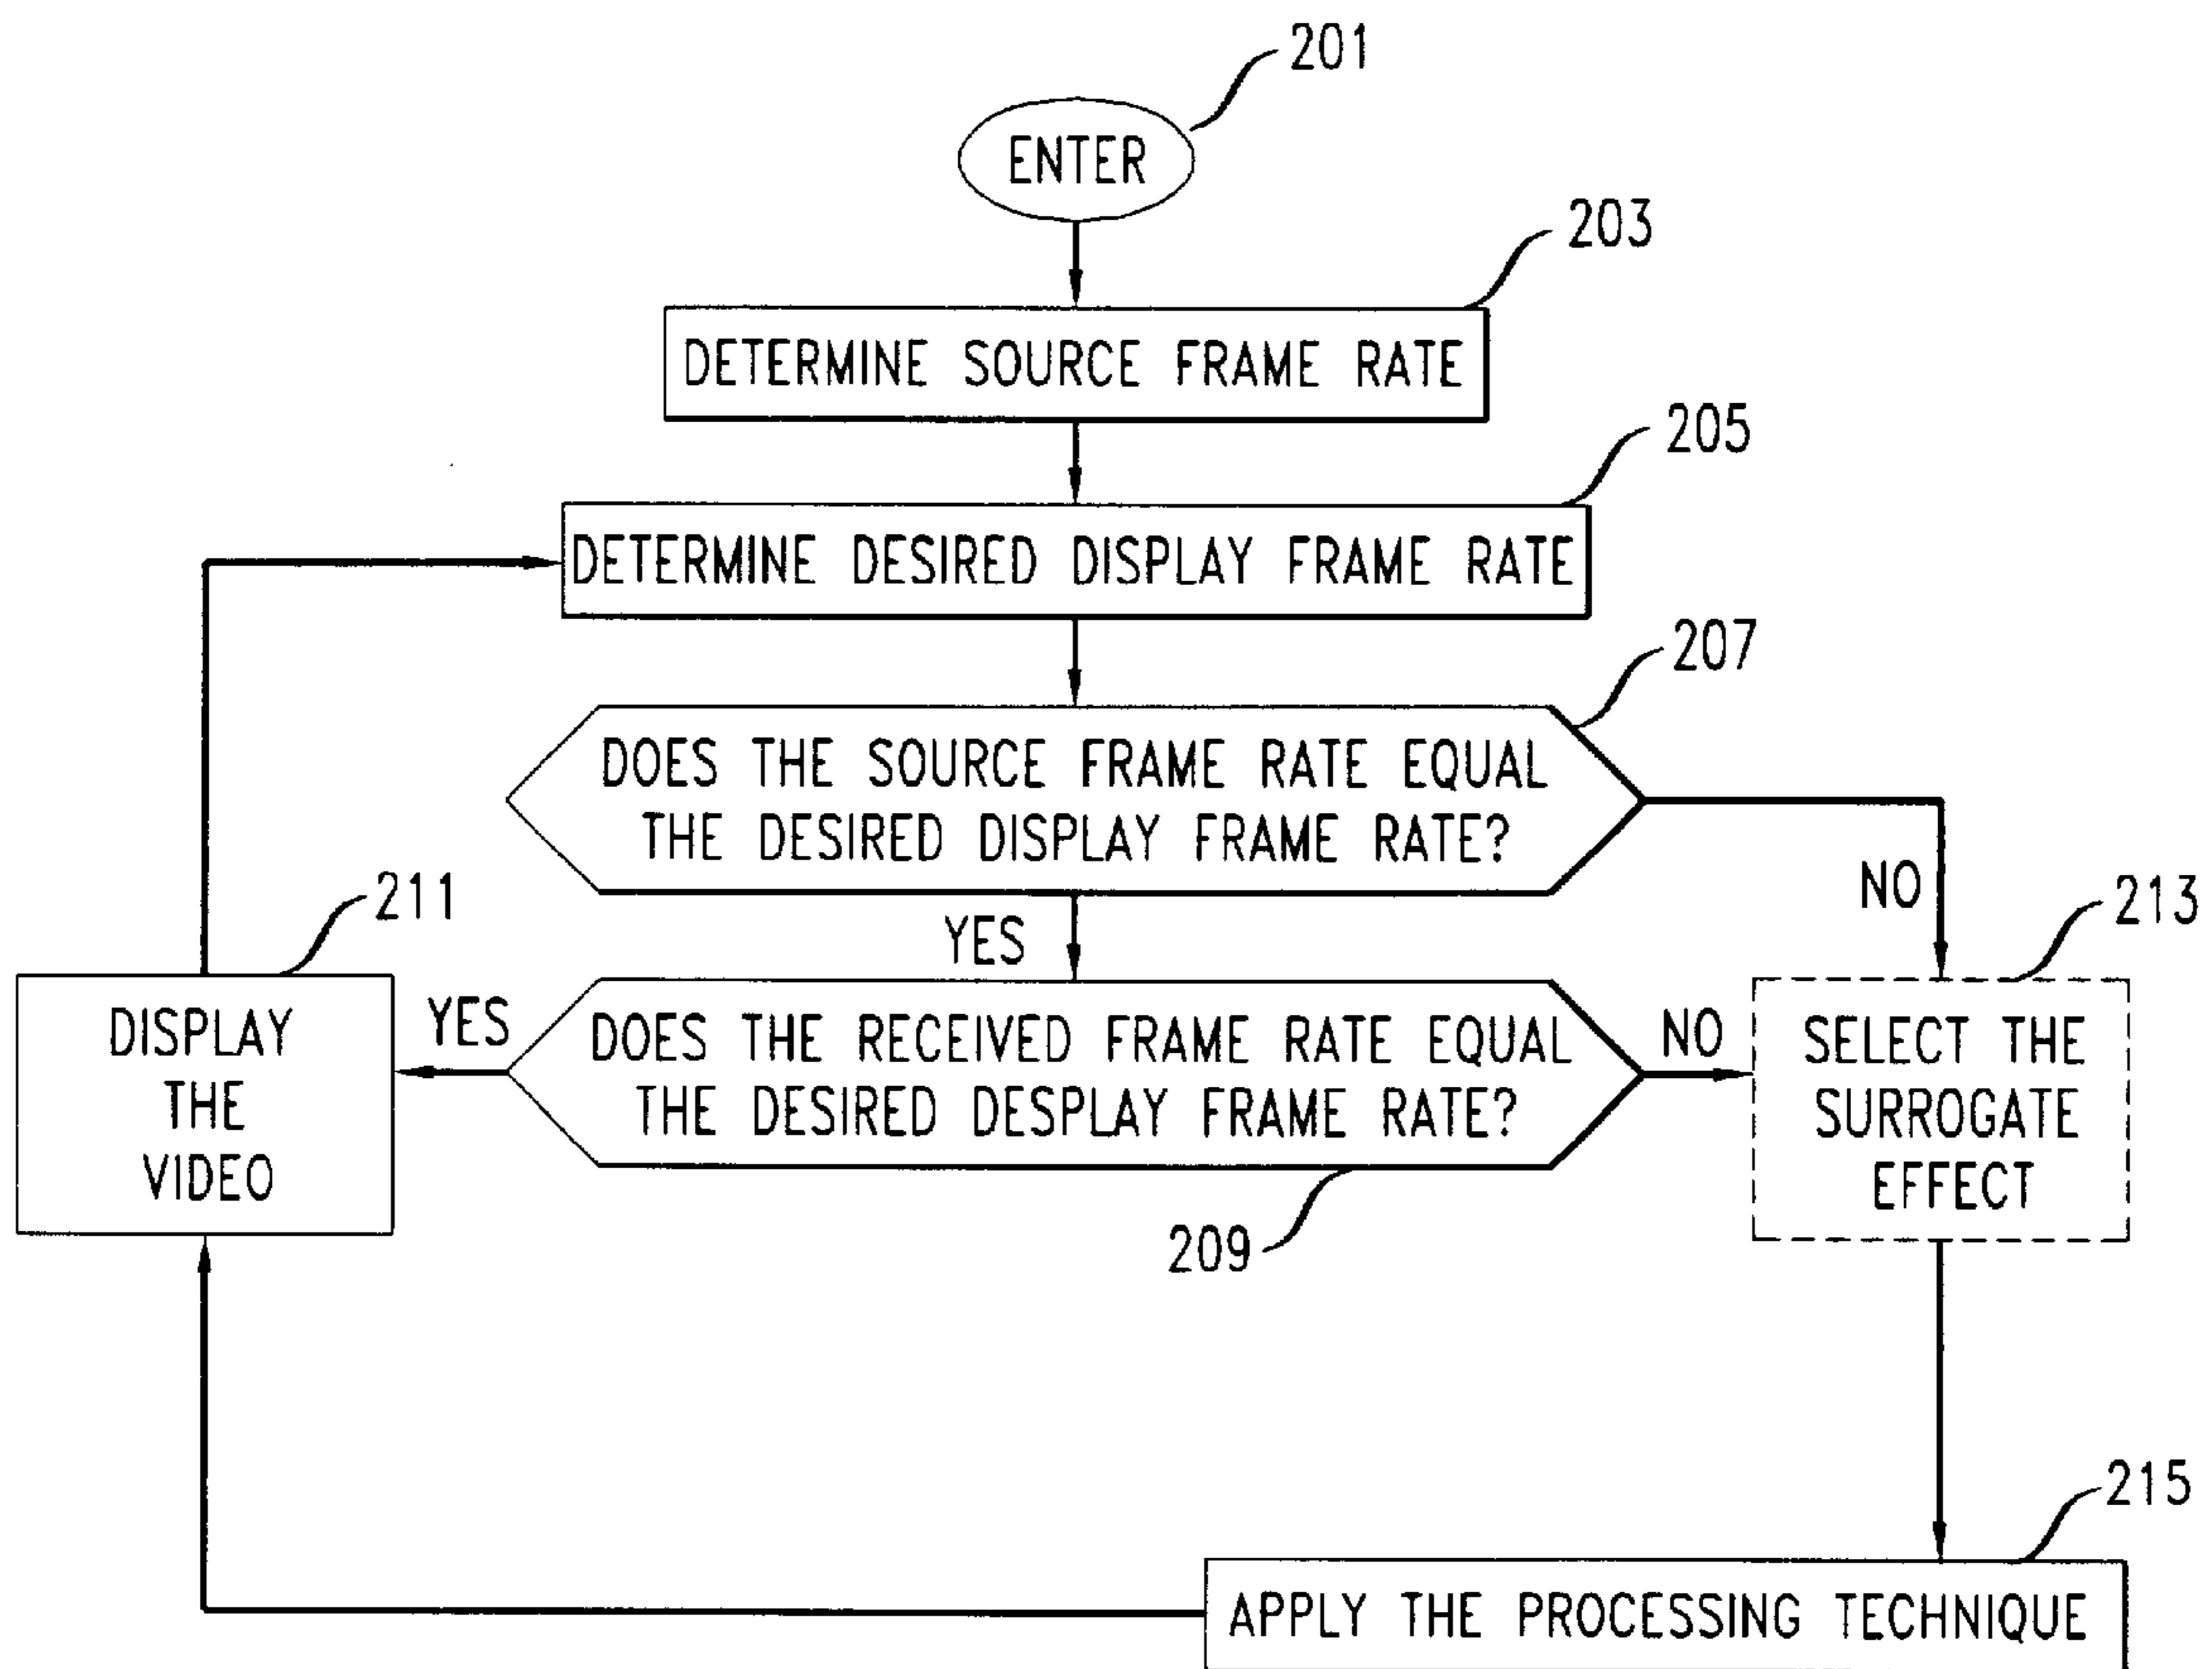 201
ENTER
203
DETERMINE SOURCE FRAME RATE
205
DETERMINE DESIRED DISPLAY FRAME RATE
207
DOES THE SOURCE FRAME RATE EQUAL
THE DESIRED DISPLAY FRAME RATE?
NO
YES
211
DISPLAY
THE
VIDEO
YES
DOES THE RECEIVED FRAME RATE EQUAL
THE DESIRED DESPLAY FRAME RATE?
209
NO
213
SELECT THE
SURROGATE
EFFECT
215
APPLY THE PROCESSING TECHNIQUE